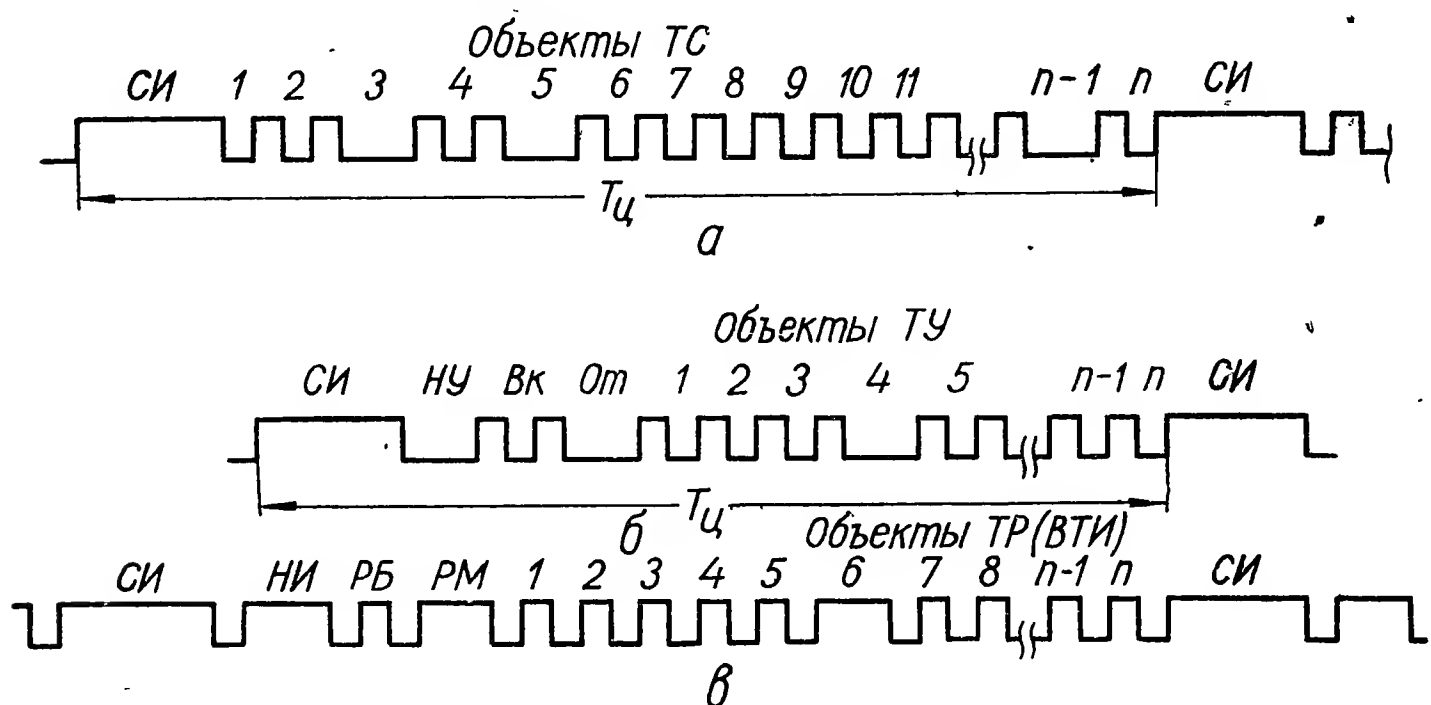 Объекты ТС
СИ 1 2 3 4 5 6 7 8 9 10 11 n-1 n СИ
Тц
а
Объекты ТУ
СИ НУ Вк От 1 2 3 4 5 n-1 n СИ
Тц
б
Объекты ТР(ВТИ)
СИ НИ РБ РМ 1 2 3 4 5 6 7 8 n-1 n СИ
в